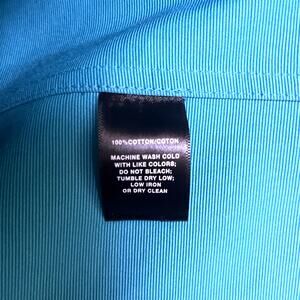 100%COTTON/COTON
MACHINE WASH COLD
WITH LIKE COLORS;
DO NOT BLEACH;
TUMBLE DRY LOW;
LOW IRON
OR DRY CLEAN